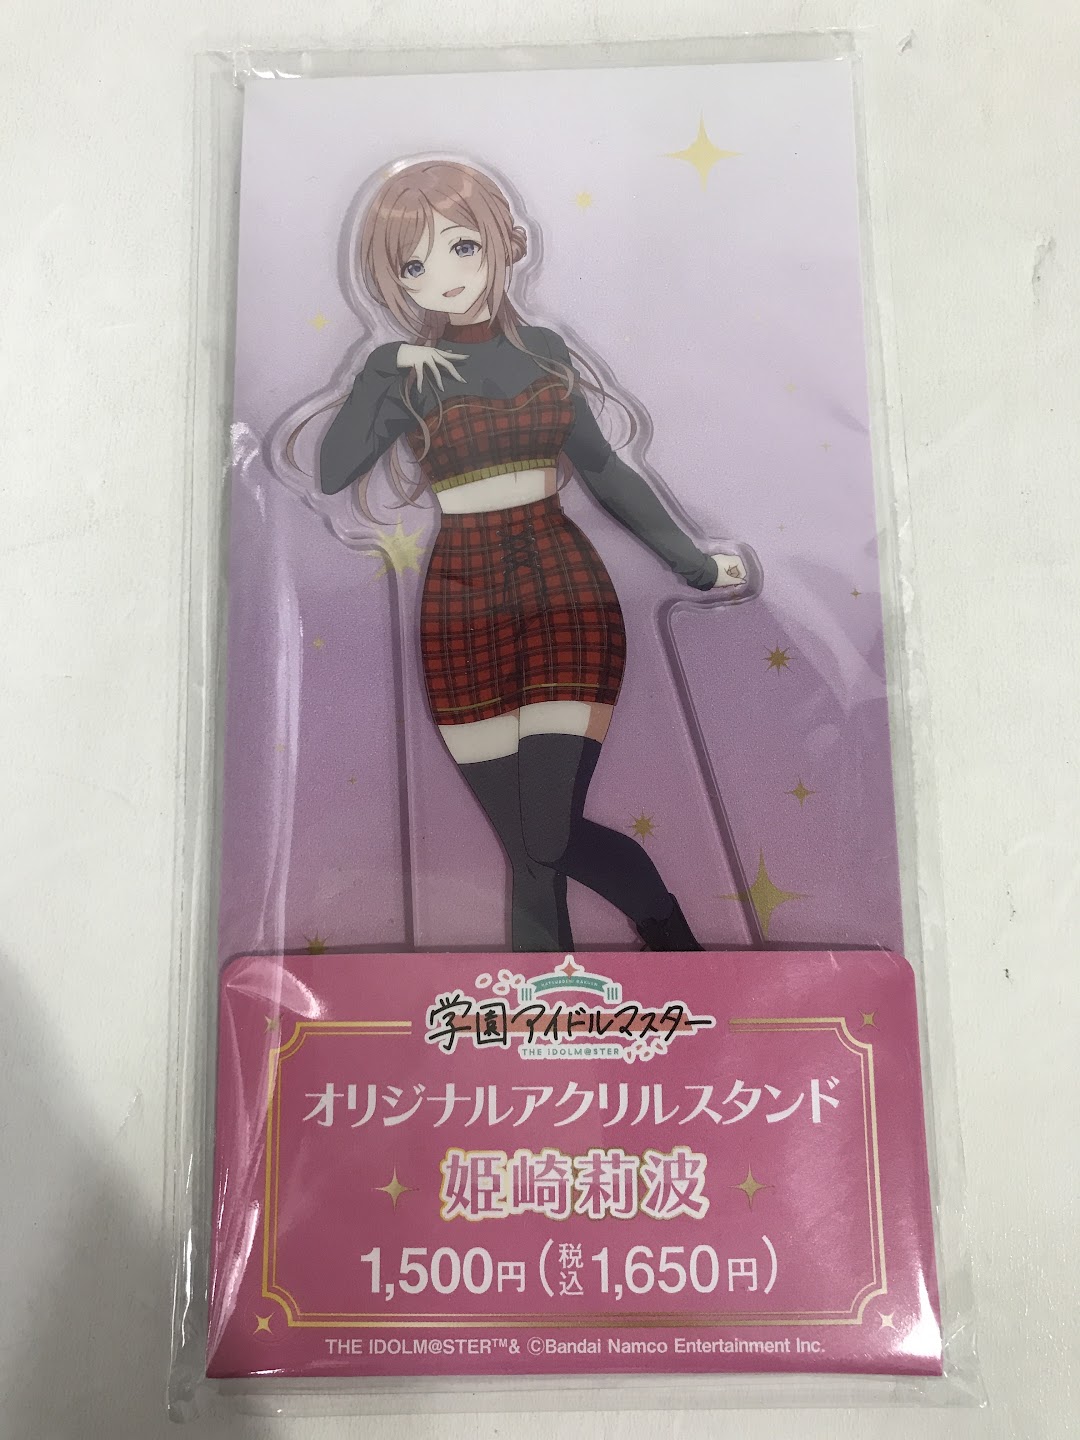 HATSUBOSHI GAKUEN
学園アイドルマスター
THE IDOLM@STER
オリジナルアクリルスタンド
姫崎莉波
1,500円(税込1,650円)
THE IDOLM@STER™& ©Bandai Namco Entertainment Inc.